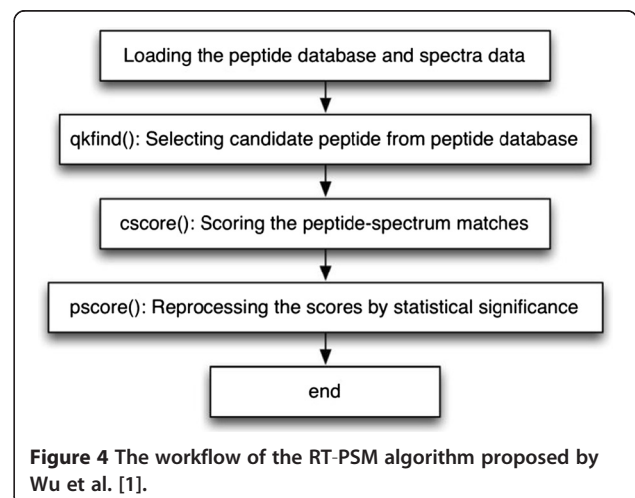 Loading the peptide database and spectra data
qkfind(): Selecting candidate peptide from peptide database
cscore(): Scoring the peptide-spectrum matches
pscore(): Reprocessing the scores by statistical significance
end
Figure 4 The workflow of the RT-PSM algorithm proposed by
Wu et al. [1].